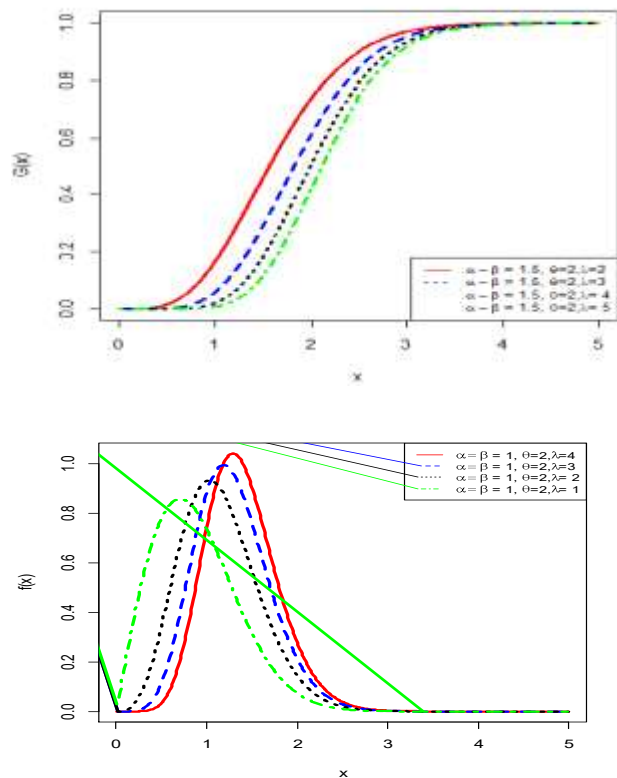 G(x)
1.0
0.8
0.6
0.4
0.2
0.0
α – β = 1.5, θ=2,λ=2
α – β = 1.5, θ=2,λ=3
α – β = 1.5, θ=2,λ= 4
α – β = 1.5, θ=2,λ= 5
0 1 2 3 4 5
x
f(x)
1.0
0.8
0.6
0.4
0.2
0.0
α= β = 1, θ=2,λ=4
α= β = 1, θ=2,λ=3
α= β = 1, θ=2,λ= 2
α= β = 1, θ=2,λ= 1
0 1 2 3 4 5
x